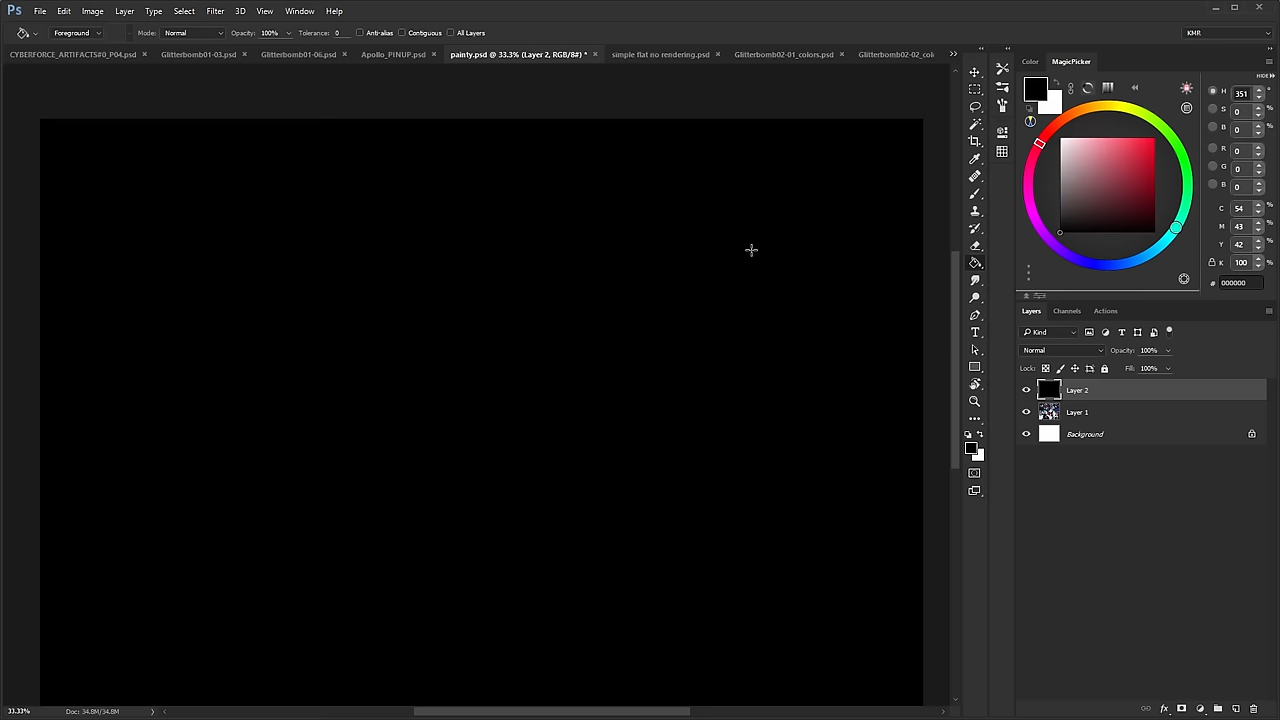 Ps File Edit Image Layer Type Select Filter 3D View Window Help
Foreground Mode: Normal Opacity: 100% Tolerance: 0 Anti-alias Contiguous All Layers KMR
CYBERFORCE_ARTIFACTS#0_P04.psd × Glitterbomb01-03.psd × Glitterbomb01-06.psd × Apollo_PINUP.psd × painty.psd @ 33.3% (Layer 2, RGB/8#) * × simple flat no rendering.psd × Glitterbomb02-01_colors.psd × Glitterbomb02-02_col
Color MagicPicker
HIDE
H 351 °
S 0 %
B 0 %
R 0
G 0
B 0
C 54 %
M 43 %
Y 42 %
K 100 %
# 000000
Layers Channels Actions
Kind
Normal Opacity: 100%
Lock: Fill: 100%
Layer 2
Layer 1
Background
33.33% Doc: 34.8M/34.8M